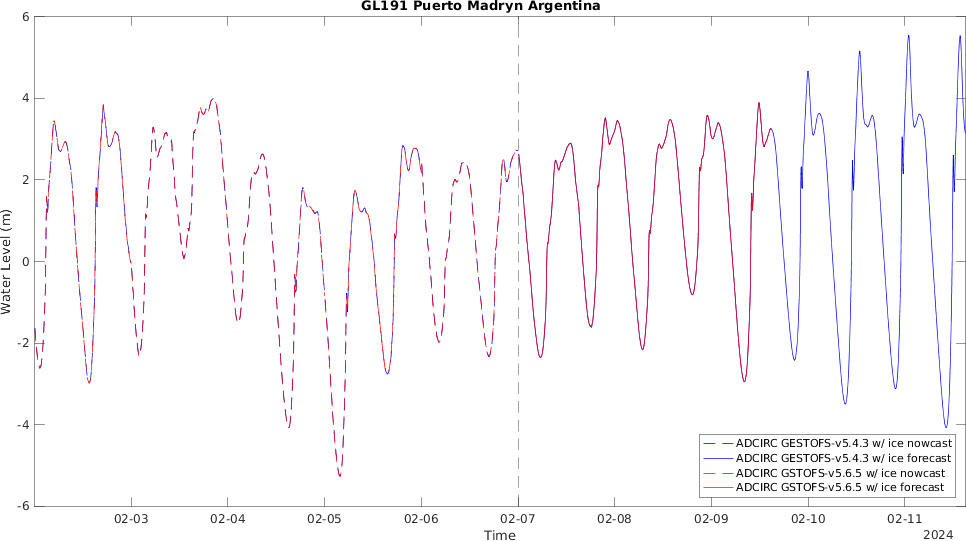 GL191 Puerto Madryn Argentina
6
4
2
0
-2
-4
-6
Water Level (m)
ADCIRC GESTOFS-v5.4.3 w/ ice nowcast
ADCIRC GESTOFS-v5.4.3 w/ ice forecast
ADCIRC GSTOFS-v5.6.5 w/ ice nowcast
ADCIRC GSTOFS-v5.6.5 w/ ice forecast
02-03 02-04 02-05 02-06 02-07 02-08 02-09 02-10 02-11
Time
2024